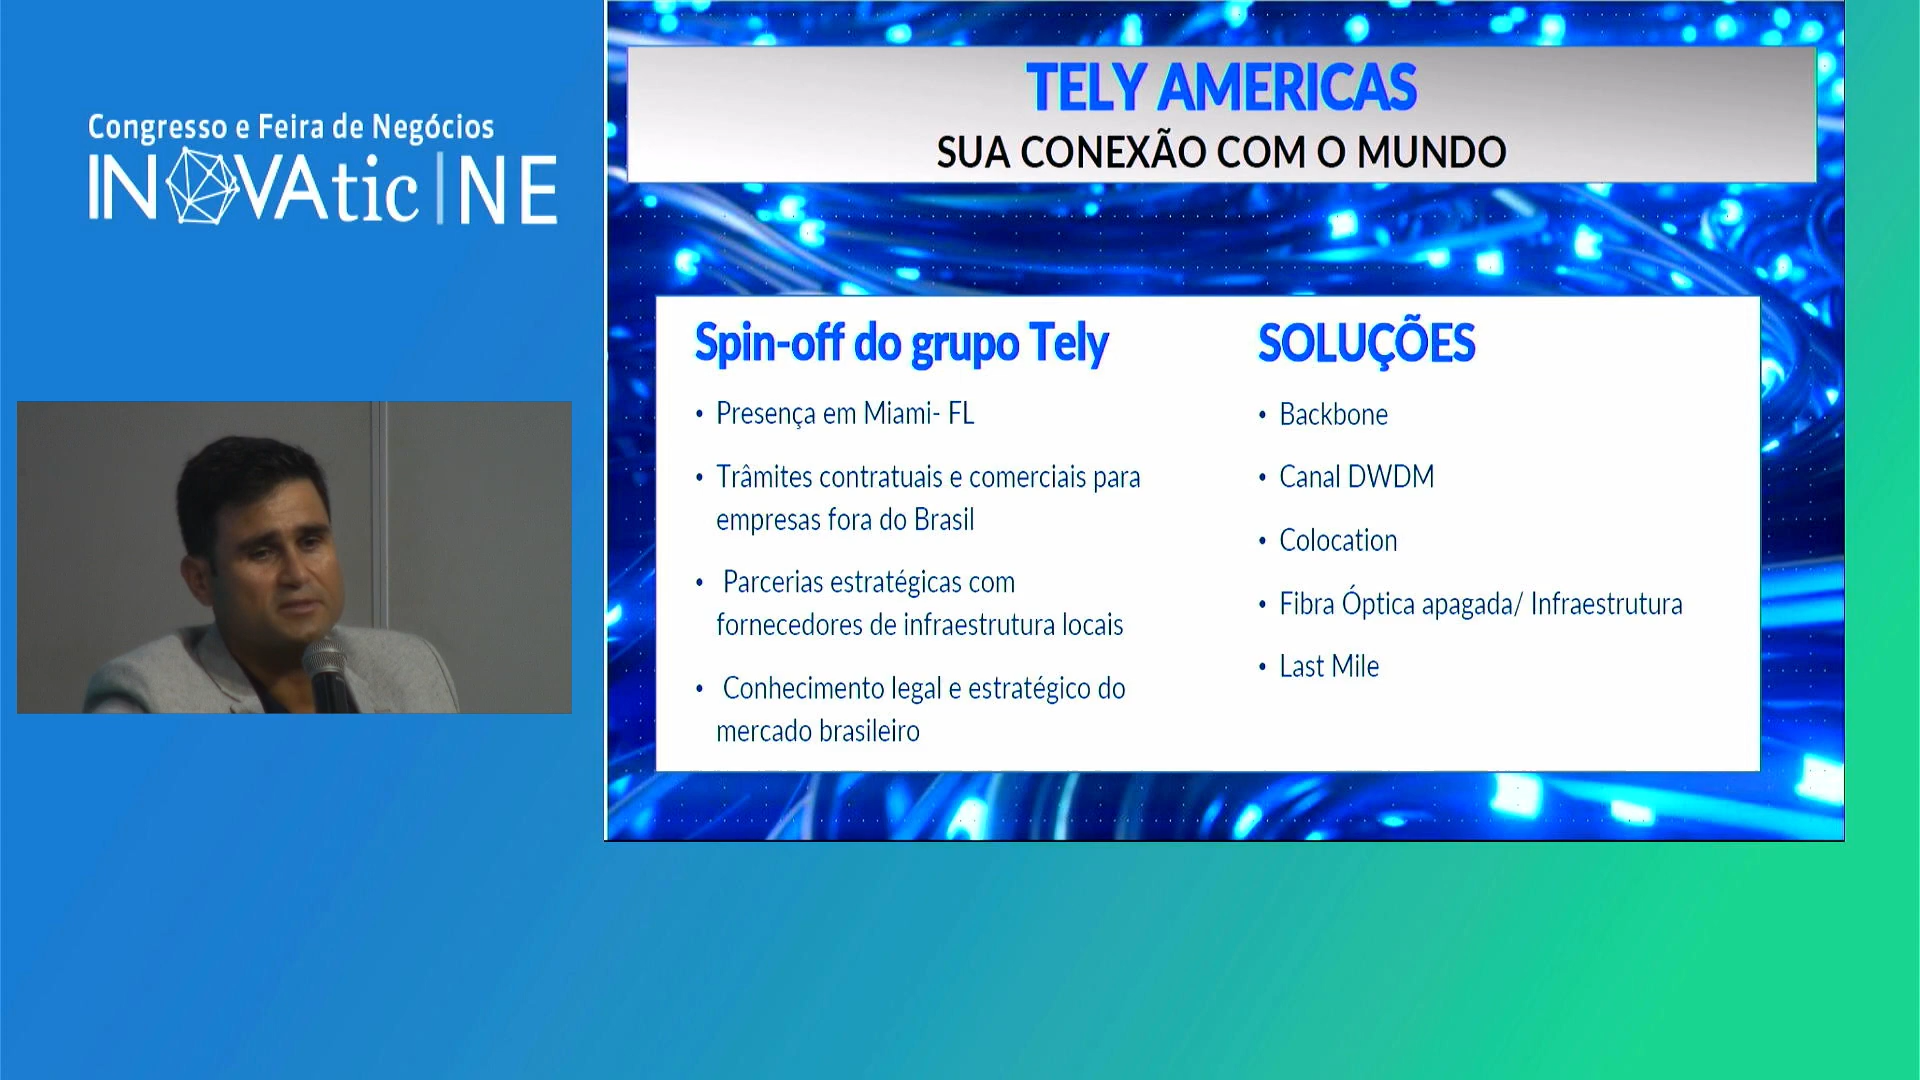 Congresso e Feira de Negócios
INOVAtic|NE
TELY AMERICAS
SUA CONEXÃO COM O MUNDO
Spin-off do grupo Tely
• Presença em Miami- FL
• Trâmites contratuais e comerciais para
empresas fora do Brasil
• Parcerias estratégicas com
fornecedores de infraestrutura locais
• Conhecimento legal e estratégico do
mercado brasileiro
SOLUÇÕES
• Backbone
• Canal DWDM
• Colocation
• Fibra Óptica apagada/ Infraestrutura
• Last Mile